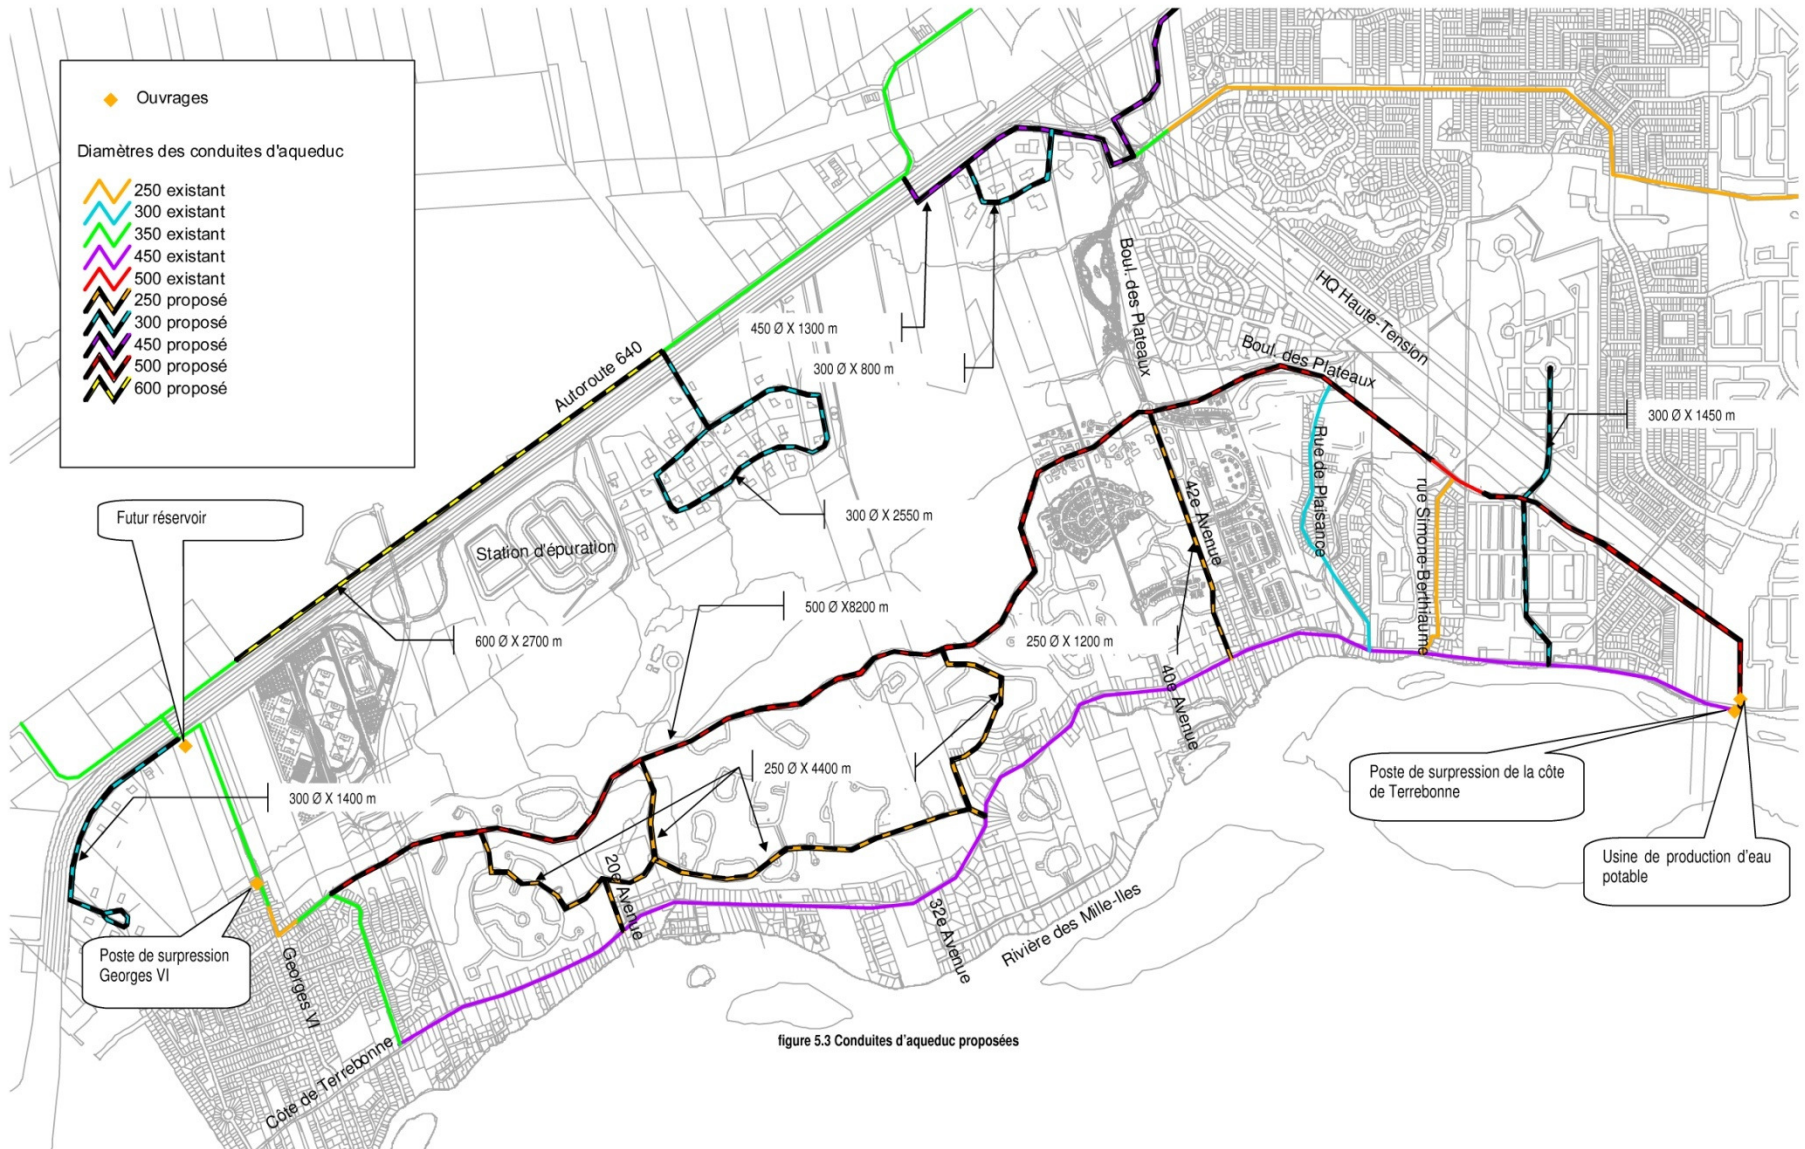 Ouvrages
Diamètres des conduites d'aqueduc
250 existant
300 existant
350 existant
450 existant
500 existant
250 proposé
300 proposé
450 proposé
500 proposé
600 proposé
Autoroute 640
450 Ø X 1300 m
300 Ø X 800 m
Boul. des Plateaux
HQ Haute-Tension
Boul. des Plateaux
300 Ø X 1450 m
Rue de Plaisance
rue Simone-Berthiaume
42e Avenue
Futur réservoir
Station d'épuration
300 Ø X 2550 m
500 Ø X8200 m
600 Ø X 2700 m
250 Ø X 1200 m
40e Avenue
250 Ø X 4400 m
300 Ø X 1400 m
Poste de surpression de la côte
de Terrebonne
Usine de production d'eau
potable
20e Avenue
32e Avenue
Rivière des Mille-Iles
Poste de surpression
Georges VI
Georges VI
Côte de Terrebonne
figure 5.3 Conduites d'aqueduc proposées